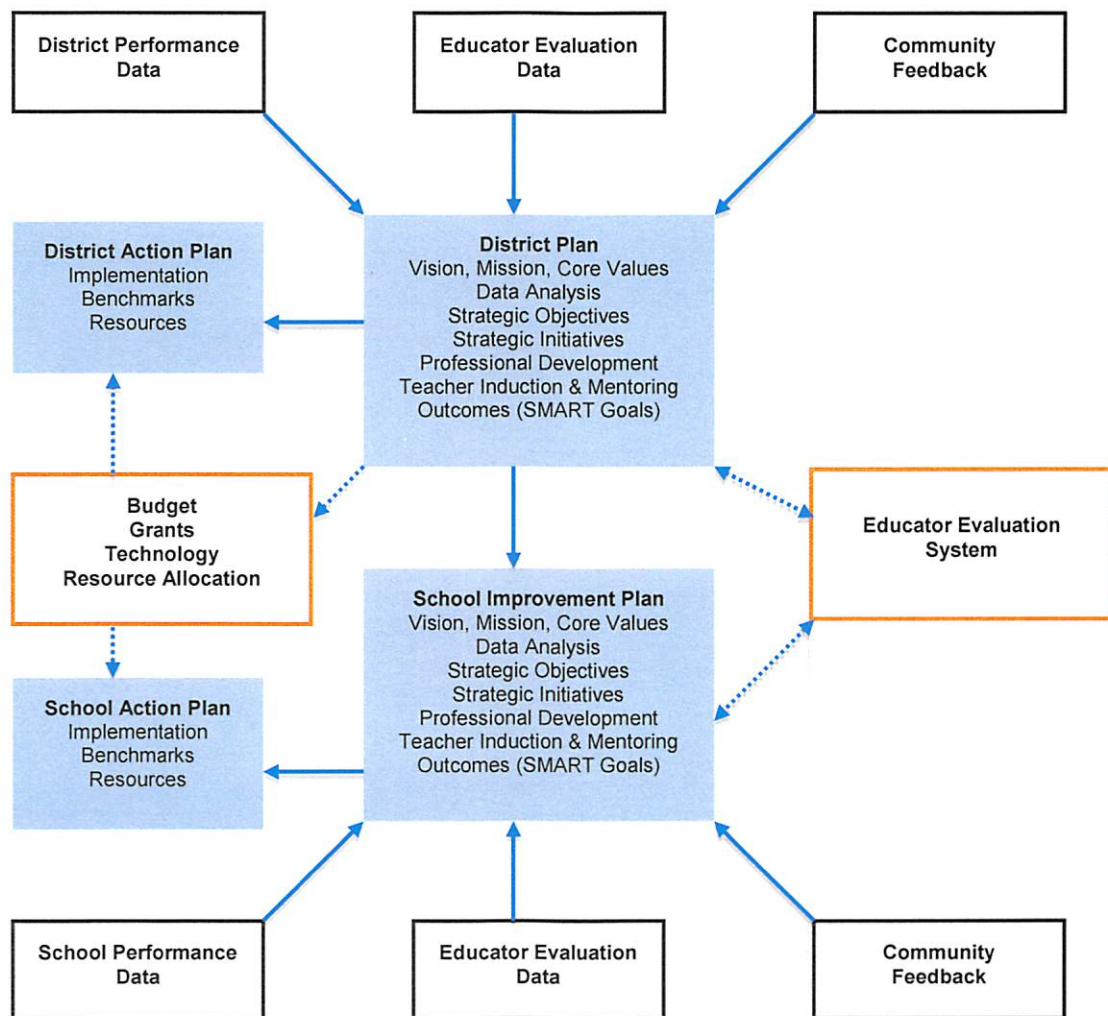 District Performance
Data
Educator Evaluation
Data
Community
Feedback
District Action Plan
Implementation
Benchmarks
Resources
District Plan
Vision, Mission, Core Values
Data Analysis
Strategic Objectives
Strategic Initiatives
Professional Development
Teacher Induction & Mentoring
Outcomes (SMART Goals)
Budget
Grants
Technology
Resource Allocation
Educator Evaluation
System
School Improvement Plan
Vision, Mission, Core Values
Data Analysis
Strategic Objectives
Strategic Initiatives
Professional Development
Teacher Induction & Mentoring
Outcomes (SMART Goals)
School Action Plan
Implementation
Benchmarks
Resources
School Performance
Data
Educator Evaluation
Data
Community
Feedback